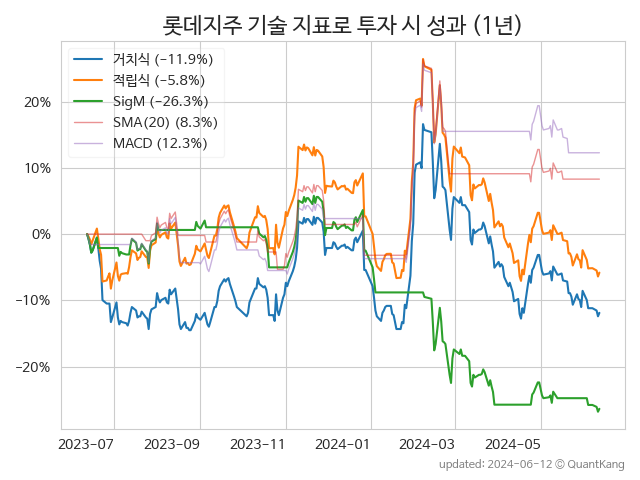 롯데지주 기술 지표로 투자 시 성과 (1년)
거치식 (−11.9%)
적립식 (−5.8%)
SigM (−26.3%)
SMA(20) (8.3%)
MACD (12.3%)
20%
10%
0%
−10%
−20%
2023-07 2023-09 2023-11 2024-01 2024-03 2024-05
updated: 2024-06-12 © QuantKang